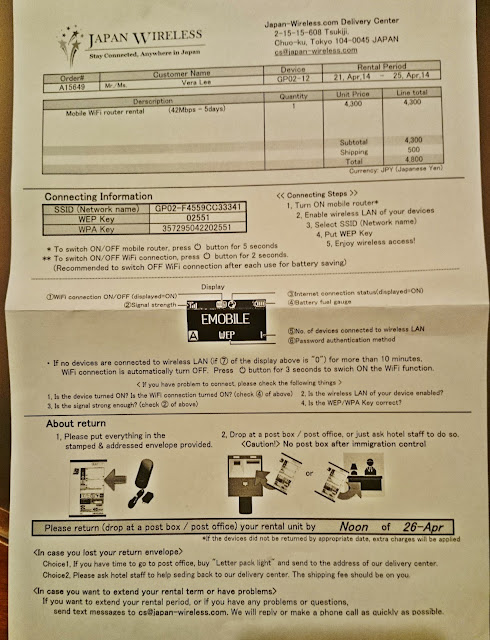 JAPAN WIRELESS
Stay Connected, Anywhere in Japan
Japan-Wireless.com Delivery Center
2-15-15-608 Tsukiji,
Chuo-ku, Tokyo 104-0045 JAPAN
cs@japan-wireless.com
Order# Customer Name Device Rental Period
A15649 Mr./Ms. Vera Lee GP02-12 21, Apr,14 - 25, Apr,14
Derscription Quantity Unit Price Line total
Mobile WiFi router rental (42Mbps - 5days) 1 4,300 4,300
Subtotal 4,300
Shipping 500
Total 4,800
Currency: JPY (Japanese Yen)
Connecting Information
SSID (Network name) GP02-F4559CC33341
WEP Key 02551
WPA Key 357295042202551
<< Connecting Steps >>
1, Turn ON mobile router*
2, Enable wireless LAN of your devices
3, Select SSID (Network name)
4, Put WEP Key
5, Enjoy wireless access!
* To switch ON/OFF mobile router, press ⏻ button for 5 seconds
** To switch ON/OFF WiFi connection, press ⏻ button for 2 seconds.
(Recommended to switch OFF WiFi connection after each use for battery saving)
Display
①WiFi connection ON/OFF (displayed=ON)
②Signal strength
③Internet connection status(displayed=ON)
④Battery fuel gauge
EMOBILE
A WEP
⑤No. of devices connected to wireless LAN
⑥Password authentication method
・If no devices are connected to wireless LAN (if ⑦ of the display above is "0") for more than 10 minutes,
WiFi connection is automatically turn OFF. Press ⏻ button for 3 seconds to swich ON the WiFi function.
< If you have problem to connect, please check the following things >
1. Is the device turned ON? Is the WiFi connection turned ON? (check ④ of above) 2. Is the wireless LAN of your device enabled?
3. Is the signal strong enough? (check ② of above) 4. Is the WEP/WPA Key correct?
About return
1, Please put everything in the
stamped & addressed envelope provided.
2, Drop at a post box / post office, or just ask hotel staff to do so.
<Caution!> No post box after immigration control
or
Please return (drop at a post box / post office) your rental unit by Noon of 26-Apr
*If the devices did not be returned by appropriate date, extra charges will be applied
<In case you lost your return envelope>
Choice1, If you have time to go to post office, buy "Letter pack light" and send to the address of our delivery center.
Choice2. Please ask hotel staff to help seding back to our delivery center. The shipping fee should be on you.
<In case you want to extend your rental term or have problems>
If you want to extend your rental period, or if you have any problems or questions,
send text messages to cs@japan-wireless.com. We will reply or make a phone call as quickly as possible.